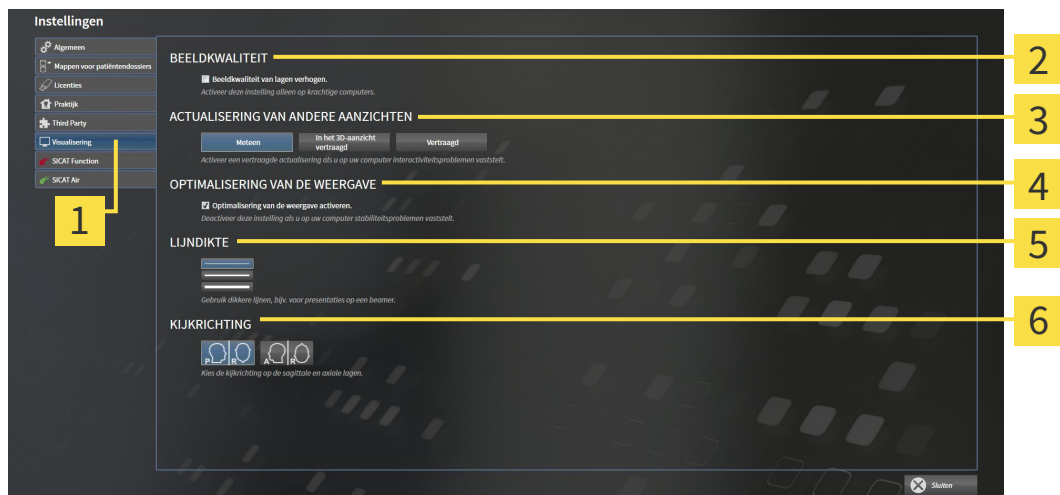 Instellingen
Algemeen
Mappen voor patiëntendossiers
Licenties
Praktijk
Third Party
Visualisering
SICAT Function
SICAT Air
1
BEELDKWALITEIT
Beeldkwaliteit van lagen verhogen.
Activeer deze instelling alleen op krachtige computers.
2
ACTUALISERING VAN ANDERE AANZICHTEN
Meteen
In het 3D-aanzicht
vertraagd
Vertraagd
Activeer een vertraagde actualisering als u op uw computer interactiviteitsproblemen vaststelt.
3
OPTIMALISERING VAN DE WEERGAVE
Optimalisering van de weergave activeren.
Deactiveer deze instelling als u op uw computer stabiliteitsproblemen vaststelt.
4
LIJNDIKTE
Gebruik dikkere lijnen, bijv. voor presentaties op een beamer.
5
KIJKRICHTING
P R A R
Kies de kijkrichting op de sagittale en axiale lagen.
6
Sluiten